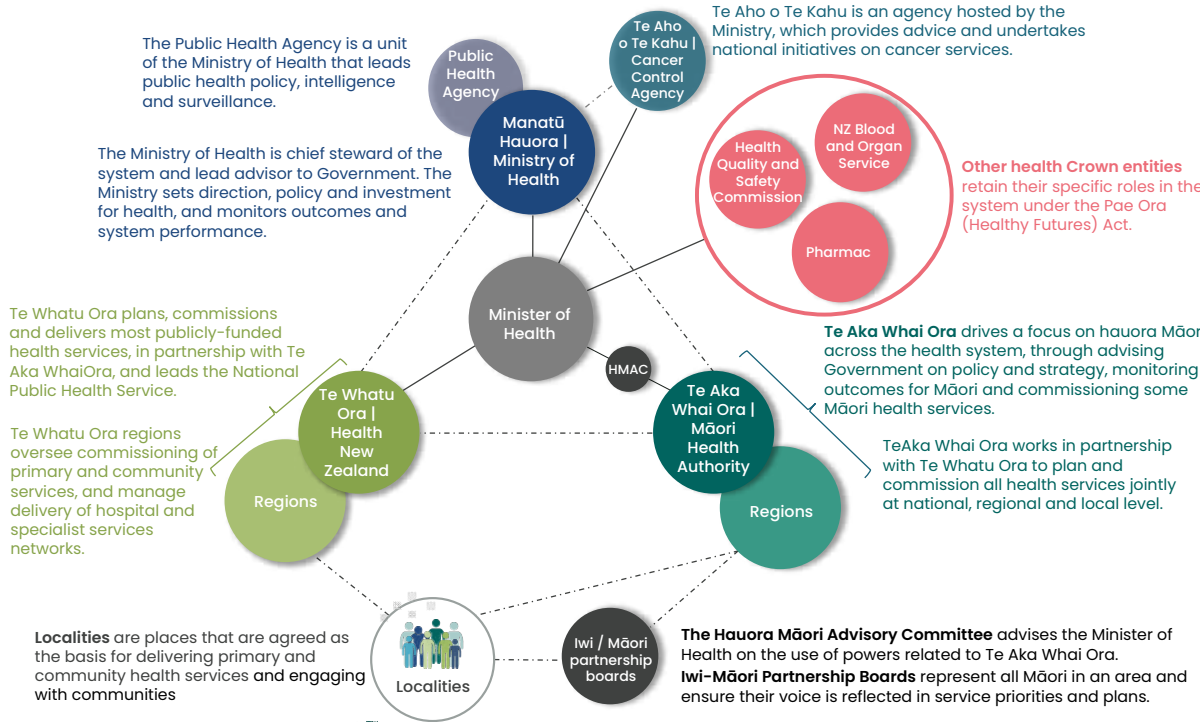 Te Aho o Te Kahu is an agency hosted by the
Ministry, which provides advice and undertakes
national initiatives on cancer services.
Te Aho
o Te Kahu |
Cancer
Control
Agency
The Public Health Agency is a unit
of the Ministry of Health that leads
public health policy, intelligence
and surveillance.
Public
Health
Agency
Manatū
Hauora |
Ministry of
Health
The Ministry of Health is chief steward of the
system and lead advisor to Government. The
Ministry sets direction, policy and investment
for health, and monitors outcomes and
system performance.
NZ Blood
and Organ
Service
Health
Quality and
Safety
Commission
Pharmac
Other health Crown entities
retain their specific roles in the
system under the Pae Ora
(Healthy Futures) Act.
Minister of
Health
HMAC
Te Whatu Ora plans, commissions
and delivers most publicly-funded
health services, in partnership with Te
Aka WhaiOra, and leads the National
Public Health Service.
Te Whatu Ora regions
oversee commissioning of
primary and community
services, and manage
delivery of hospital and
specialist services
networks.
Te Whatu
Ora |
Health
New
Zealand
Regions
Te Aka
Whai Ora |
Māori
Health
Authority
Regions
Te Aka Whai Ora drives a focus on hauora Māori
across the health system, through advising
Government on policy and strategy, monitoring
outcomes for Māori and commissioning some
Māori health services.
TeAka Whai Ora works in partnership
with Te Whatu Ora to plan and
commission all health services jointly
at national, regional and local level.
Localities are places that are agreed as
the basis for delivering primary and
community health services and engaging
with communities
Localities
Iwi / Māori
partnership
boards
The Hauora Māori Advisory Committee advises the Minister of
Health on the use of powers related to Te Aka Whai Ora.
Iwi-Māori Partnership Boards represent all Māori in an area and
ensure their voice is reflected in service priorities and plans.